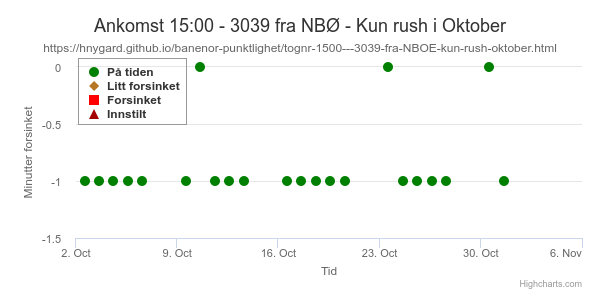 Ankomst 15:00 - 3039 fra NBØ - Kun rush i Oktober
https://hnygard.github.io/banenor-punktlighet/tognr-1500---3039-fra-NBOE-kun-rush-oktober.html
Minutter forsinket
0
-0.5
-1
-1.5
På tiden
Litt forsinket
Forsinket
Innstilt
2. Oct
9. Oct
16. Oct
23. Oct
30. Oct
6. Nov
Tid
Highcharts.com